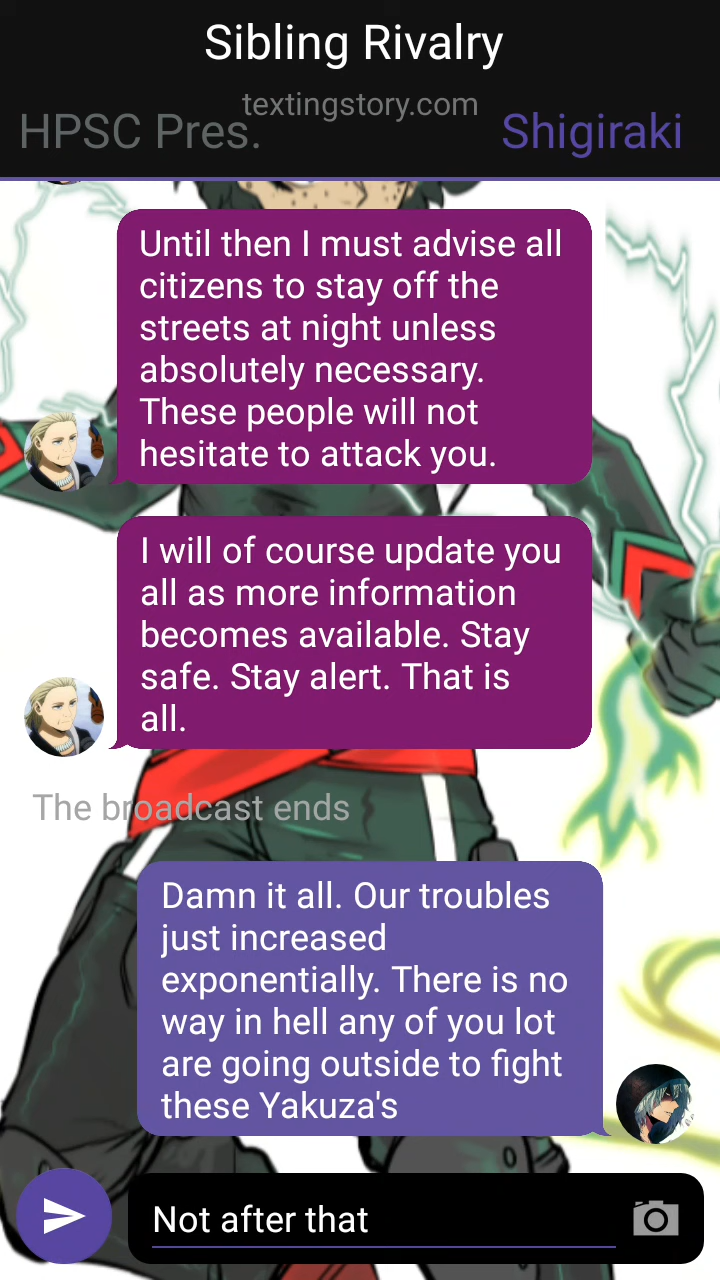 Sibling Rivalry
textingstory.com
HPSC Pres.
Shigiraki
Until then I must advise all
citizens to stay off the
streets at night unless
absolutely necessary.
These people will not
hesitate to attack you.
I will of course update you
all as more information
becomes available. Stay
safe. Stay alert. That is
all.
The broadcast ends
Damn it all. Our troubles
just increased
exponentially. There is no
way in hell any of you lot
are going outside to fight
these Yakuza's
Not after that